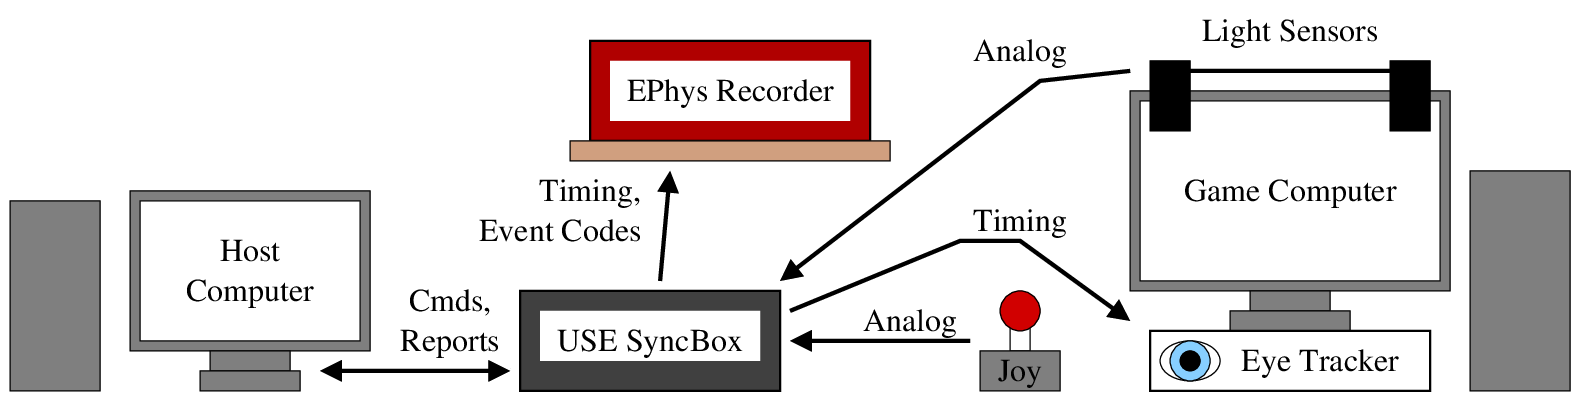 Light Sensors
Analog
EPhys Recorder
Timing,
Event Codes
Game Computer
Timing
Host
Computer
Cmds,
Reports
USE SyncBox
Analog
Joy
Eye Tracker